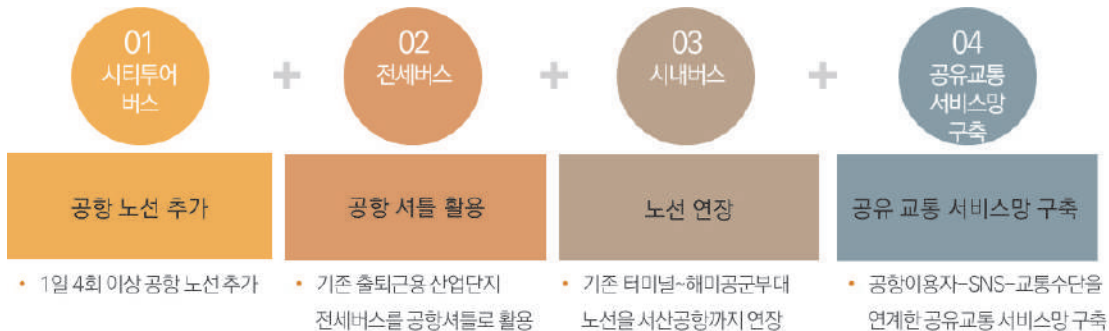 01
시티투어
버스
+
02
전세버스
+
03
시내버스
+
04
공유교통
서비스망
구축
공항 노선 추가
공항 셔틀 활용
노선 연장
공유 교통 서비스망 구축
• 1일 4회 이상 공항 노선 추가
• 기존 출퇴근용 산업단지
전세버스를 공항셔틀로 활용
• 기존 터미널~해미공군부대
노선을 서산공항까지 연장
• 공항이용자-SNS-교통수단을
연계한 공유교통 서비스망 구축